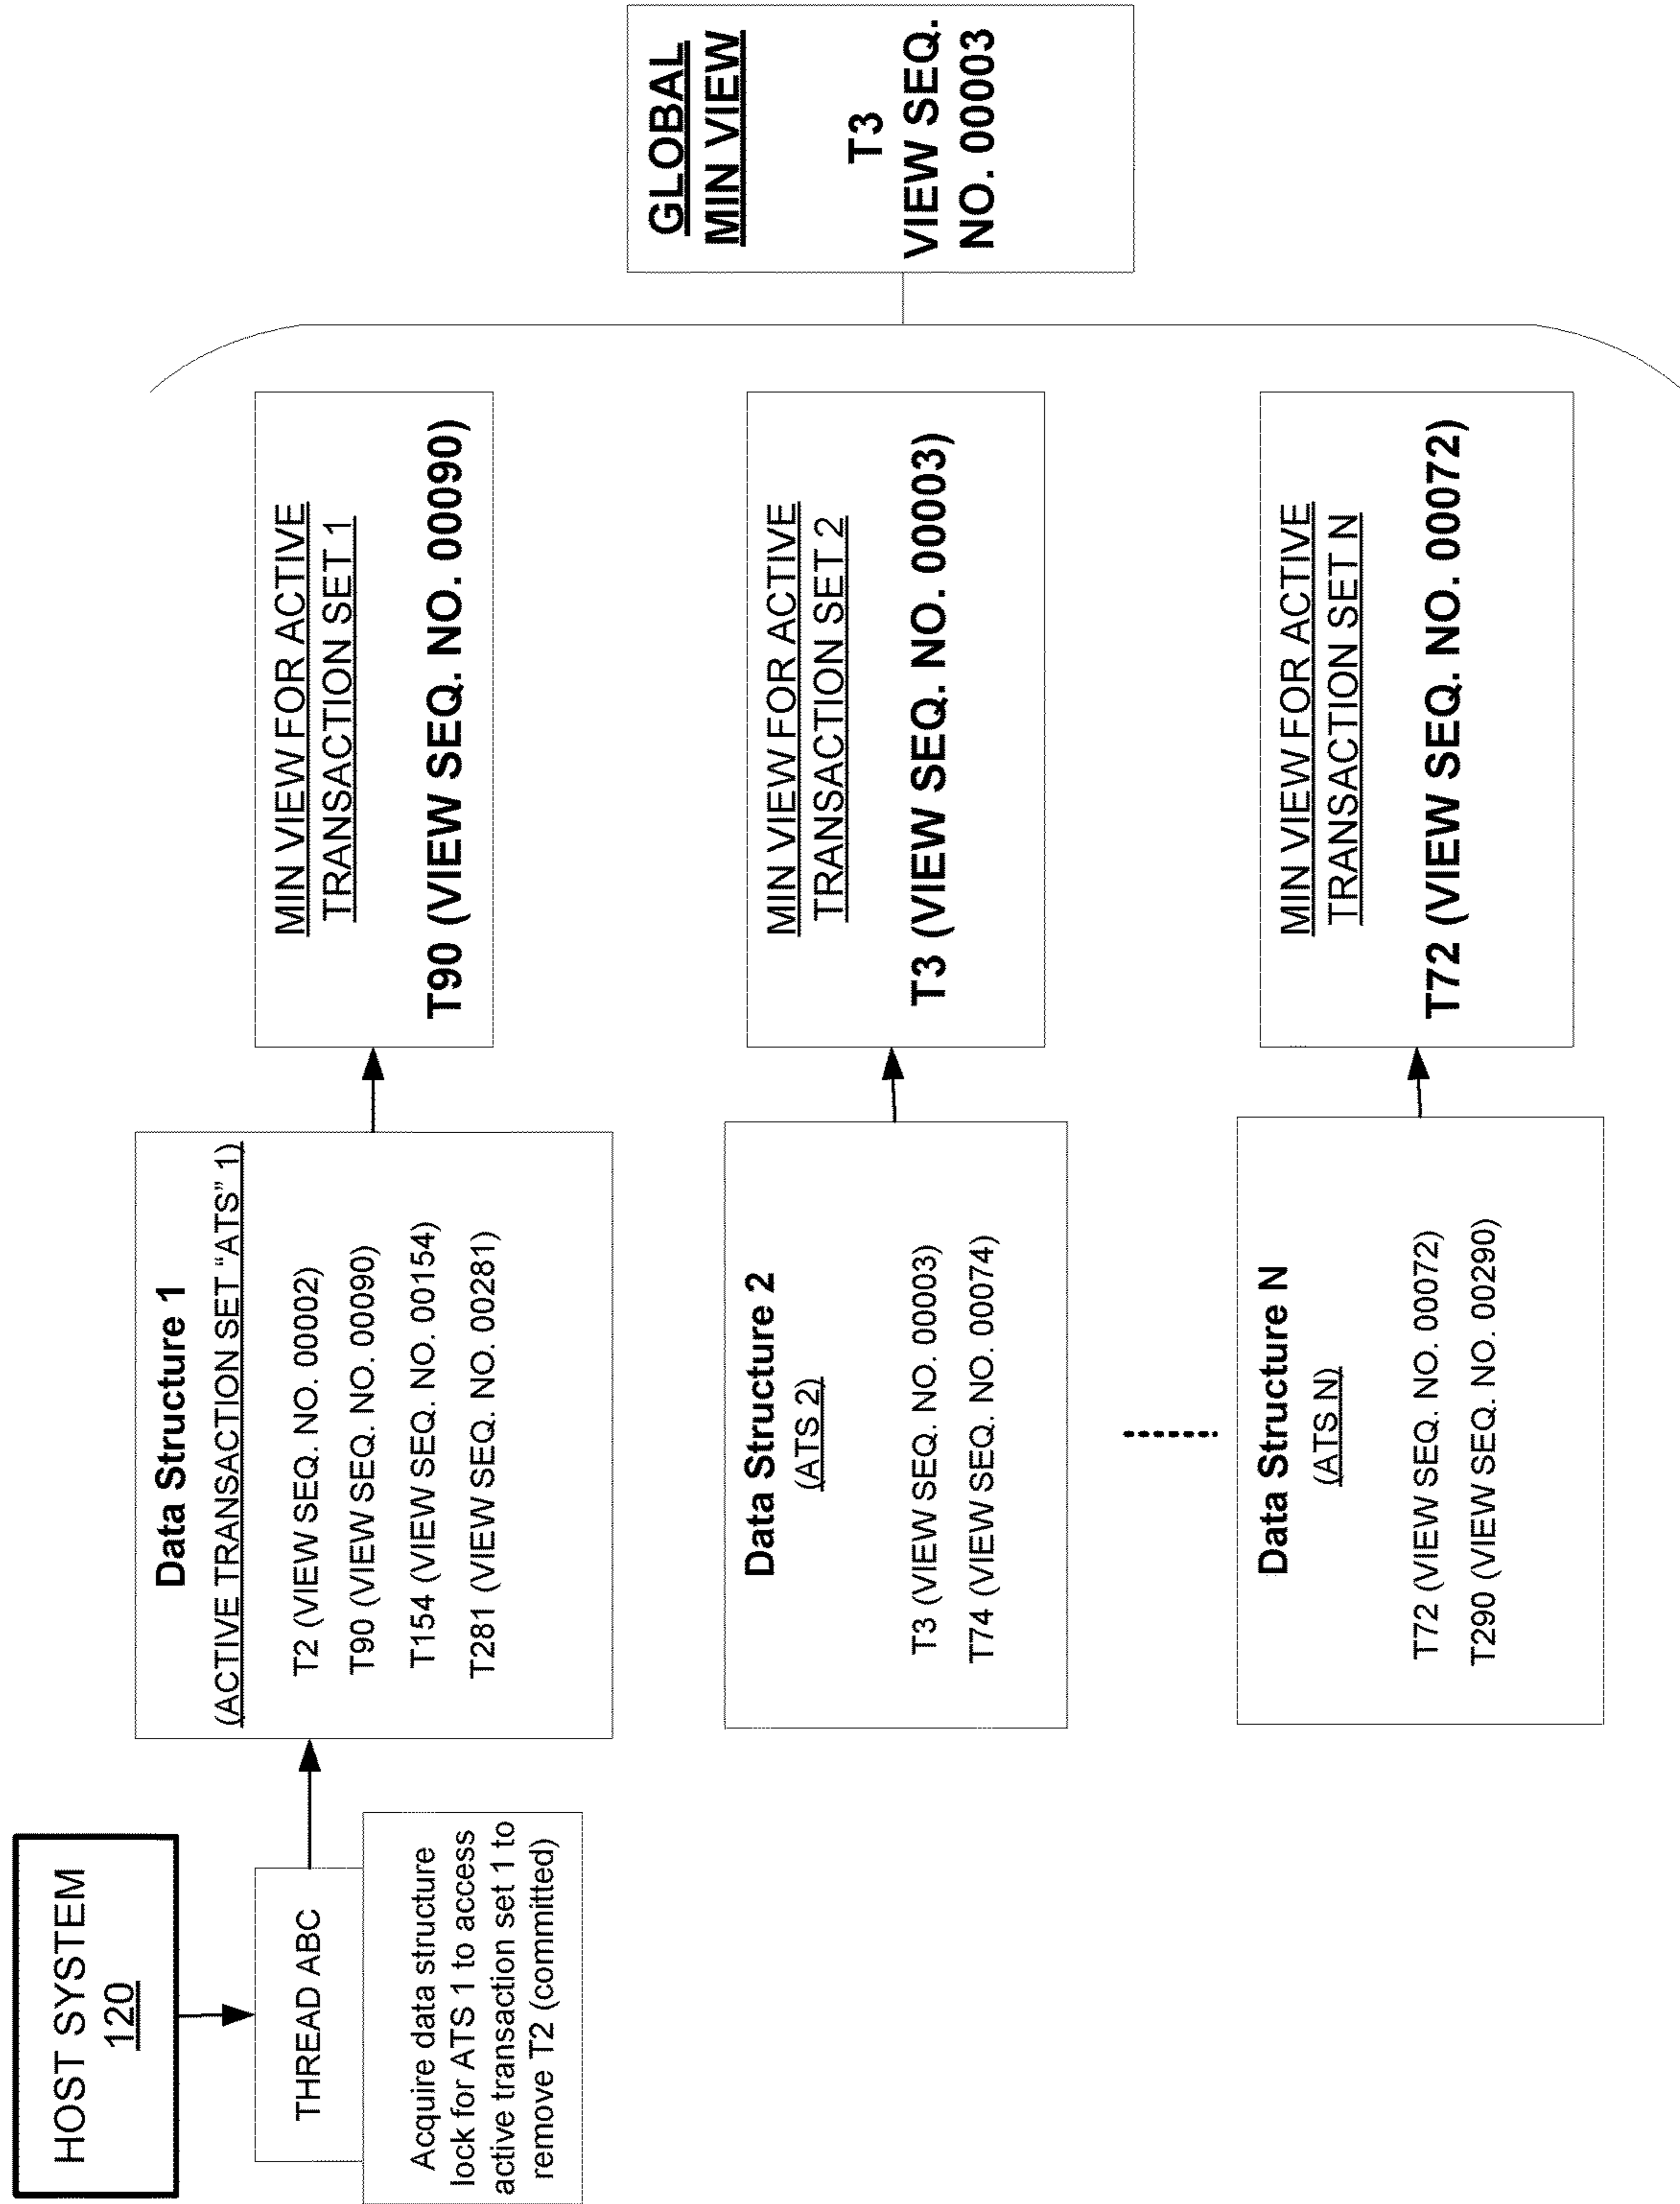 HOST SYSTEM
120
THREAD ABC
Acquire data structure
lock for ATS 1 to access
active transaction set 1 to
remove T2 (committed)
Data Structure 1
(ACTIVE TRANSACTION SET “ATS” 1)
T2 (VIEW SEQ. NO. 00002)
T90 (VIEW SEQ. NO. 00090)
T154 (VIEW SEQ. NO. 00154)
T281 (VIEW SEQ. NO. 00281)
MIN VIEW FOR ACTIVE
TRANSACTION SET 1
T90 (VIEW SEQ. NO. 00090)
Data Structure 2
(ATS 2)
T3 (VIEW SEQ. NO. 00003)
T74 (VIEW SEQ. NO. 00074)
MIN VIEW FOR ACTIVE
TRANSACTION SET 2
T3 (VIEW SEQ. NO. 00003)
Data Structure N
(ATS N)
T72 (VIEW SEQ. NO. 00072)
T290 (VIEW SEQ. NO. 00290)
MIN VIEW FOR ACTIVE
TRANSACTION SET N
T72 (VIEW SEQ. NO. 00072)
GLOBAL
MIN VIEW
T3
VIEW SEQ.
NO. 00003